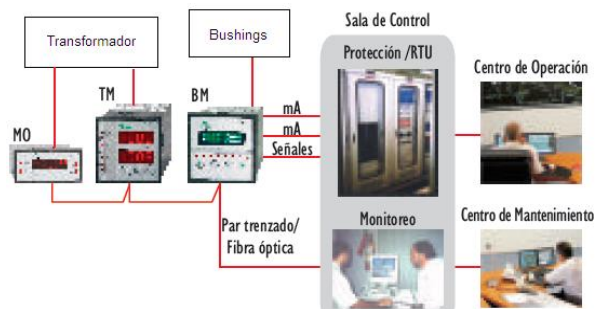 Sala de Control
Transformador
Bushings
Protección /RTU
Centro de Operación
TM
BM
MO
mA
mA
Señales
Par trenzado/
Fibra óptica
Monitoreo
Centro de Mantenimiento